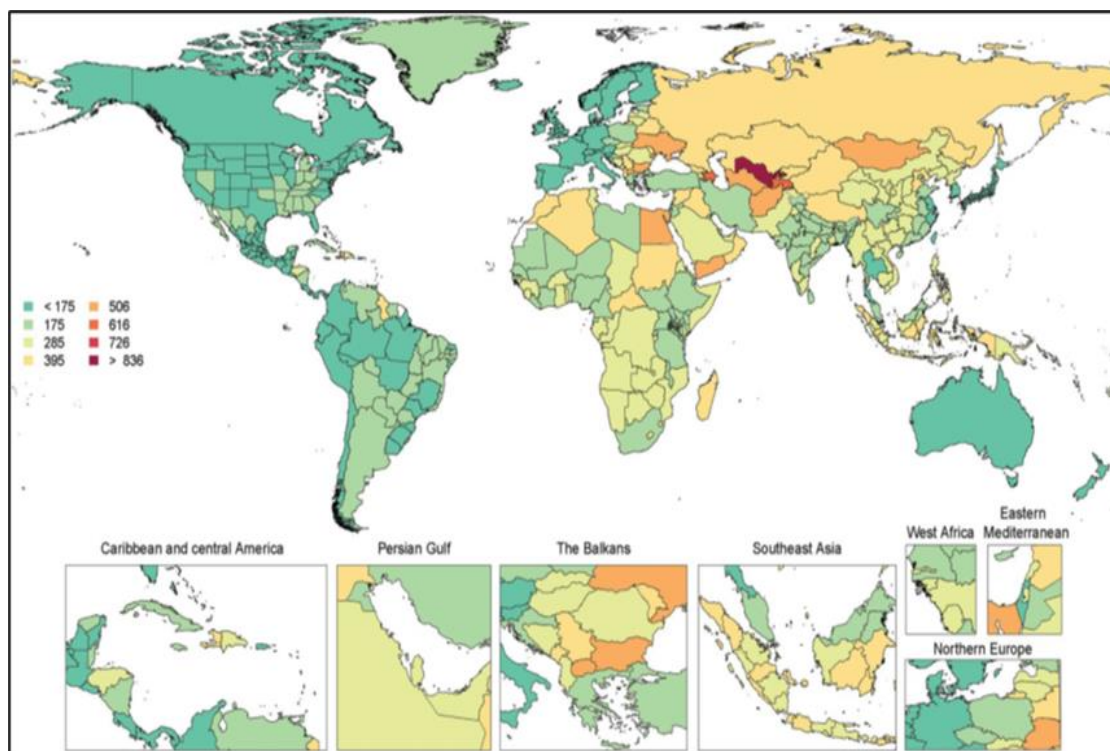 < 175
506
175
616
285
726
395
> 836
Caribbean and central America
Persian Gulf
The Balkans
Southeast Asia
West Africa
Eastern
Mediterranean
Northern Europe